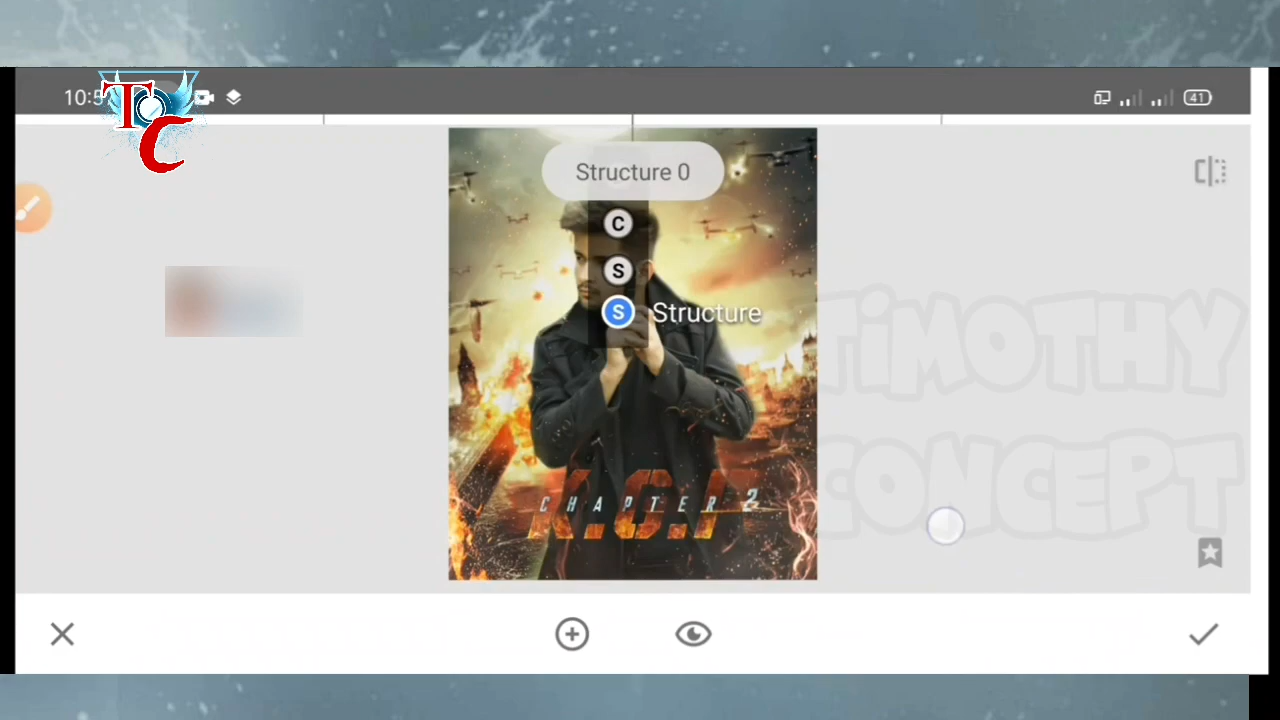 10:5
TC
41
Structure 0
C
S
S Structure
TiMOTHY
CONCEPT
CHAPTER 2
K.G.F